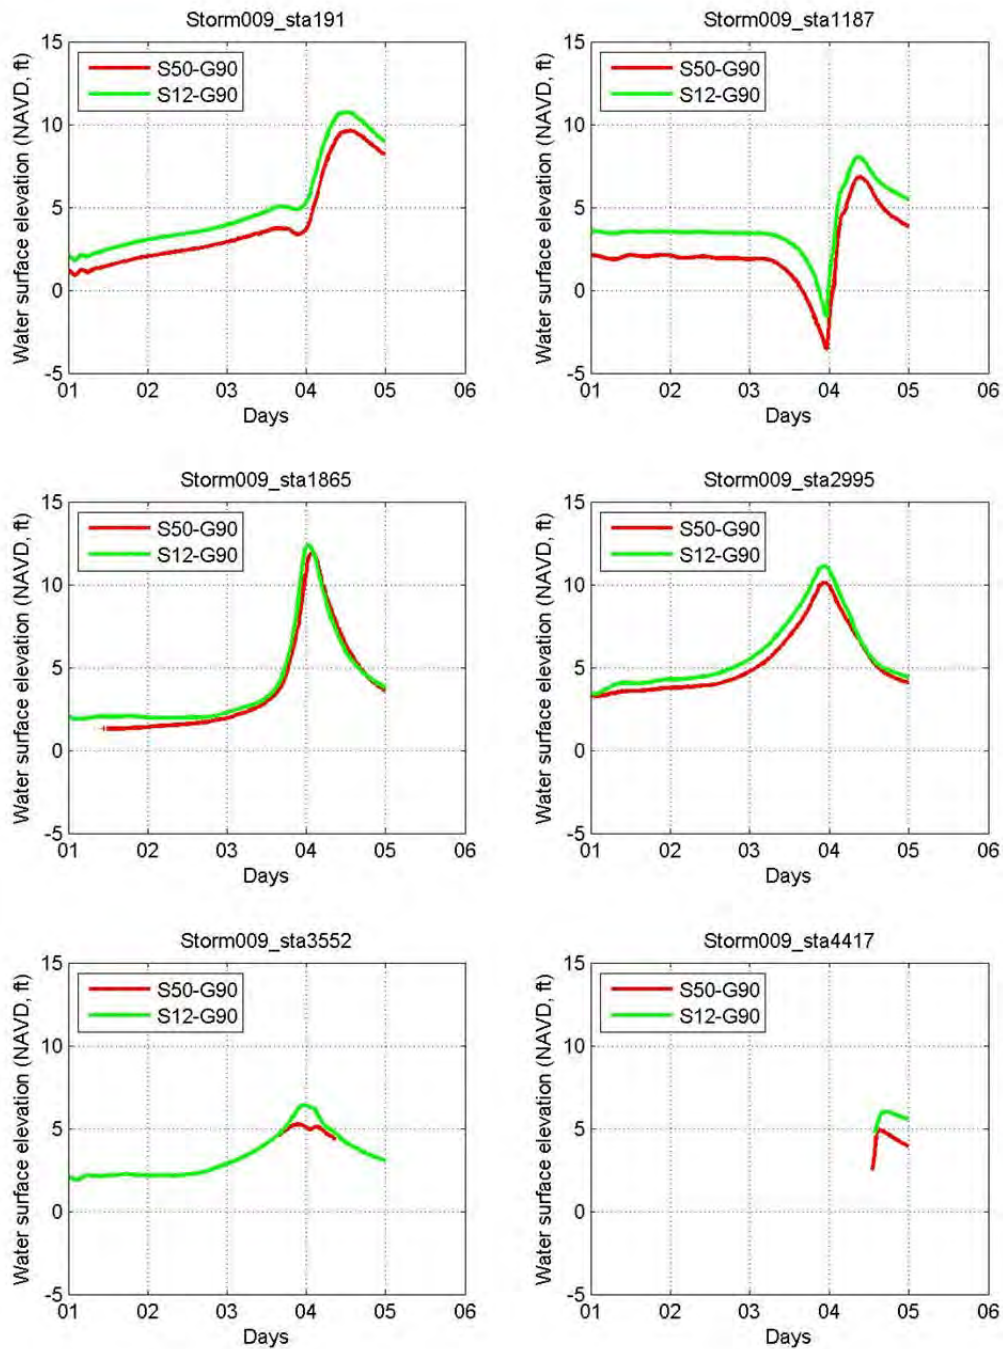 Storm009_sta191
Water surface elevation (NAVD, ft)
15
10
5
0
-5
S50-G90
S12-G90
01 02 03 04 05 06
Days
Storm009_sta1187
Water surface elevation (NAVD, ft)
15
10
5
0
-5
S50-G90
S12-G90
01 02 03 04 05 06
Days
Storm009_sta1865
Water surface elevation (NAVD, ft)
15
10
5
0
-5
S50-G90
S12-G90
01 02 03 04 05 06
Days
Storm009_sta2995
Water surface elevation (NAVD, ft)
15
10
5
0
-5
S50-G90
S12-G90
01 02 03 04 05 06
Days
Storm009_sta3552
Water surface elevation (NAVD, ft)
15
10
5
0
-5
S50-G90
S12-G90
01 02 03 04 05 06
Days
Storm009_sta4417
Water surface elevation (NAVD, ft)
15
10
5
0
-5
S50-G90
S12-G90
01 02 03 04 05 06
Days